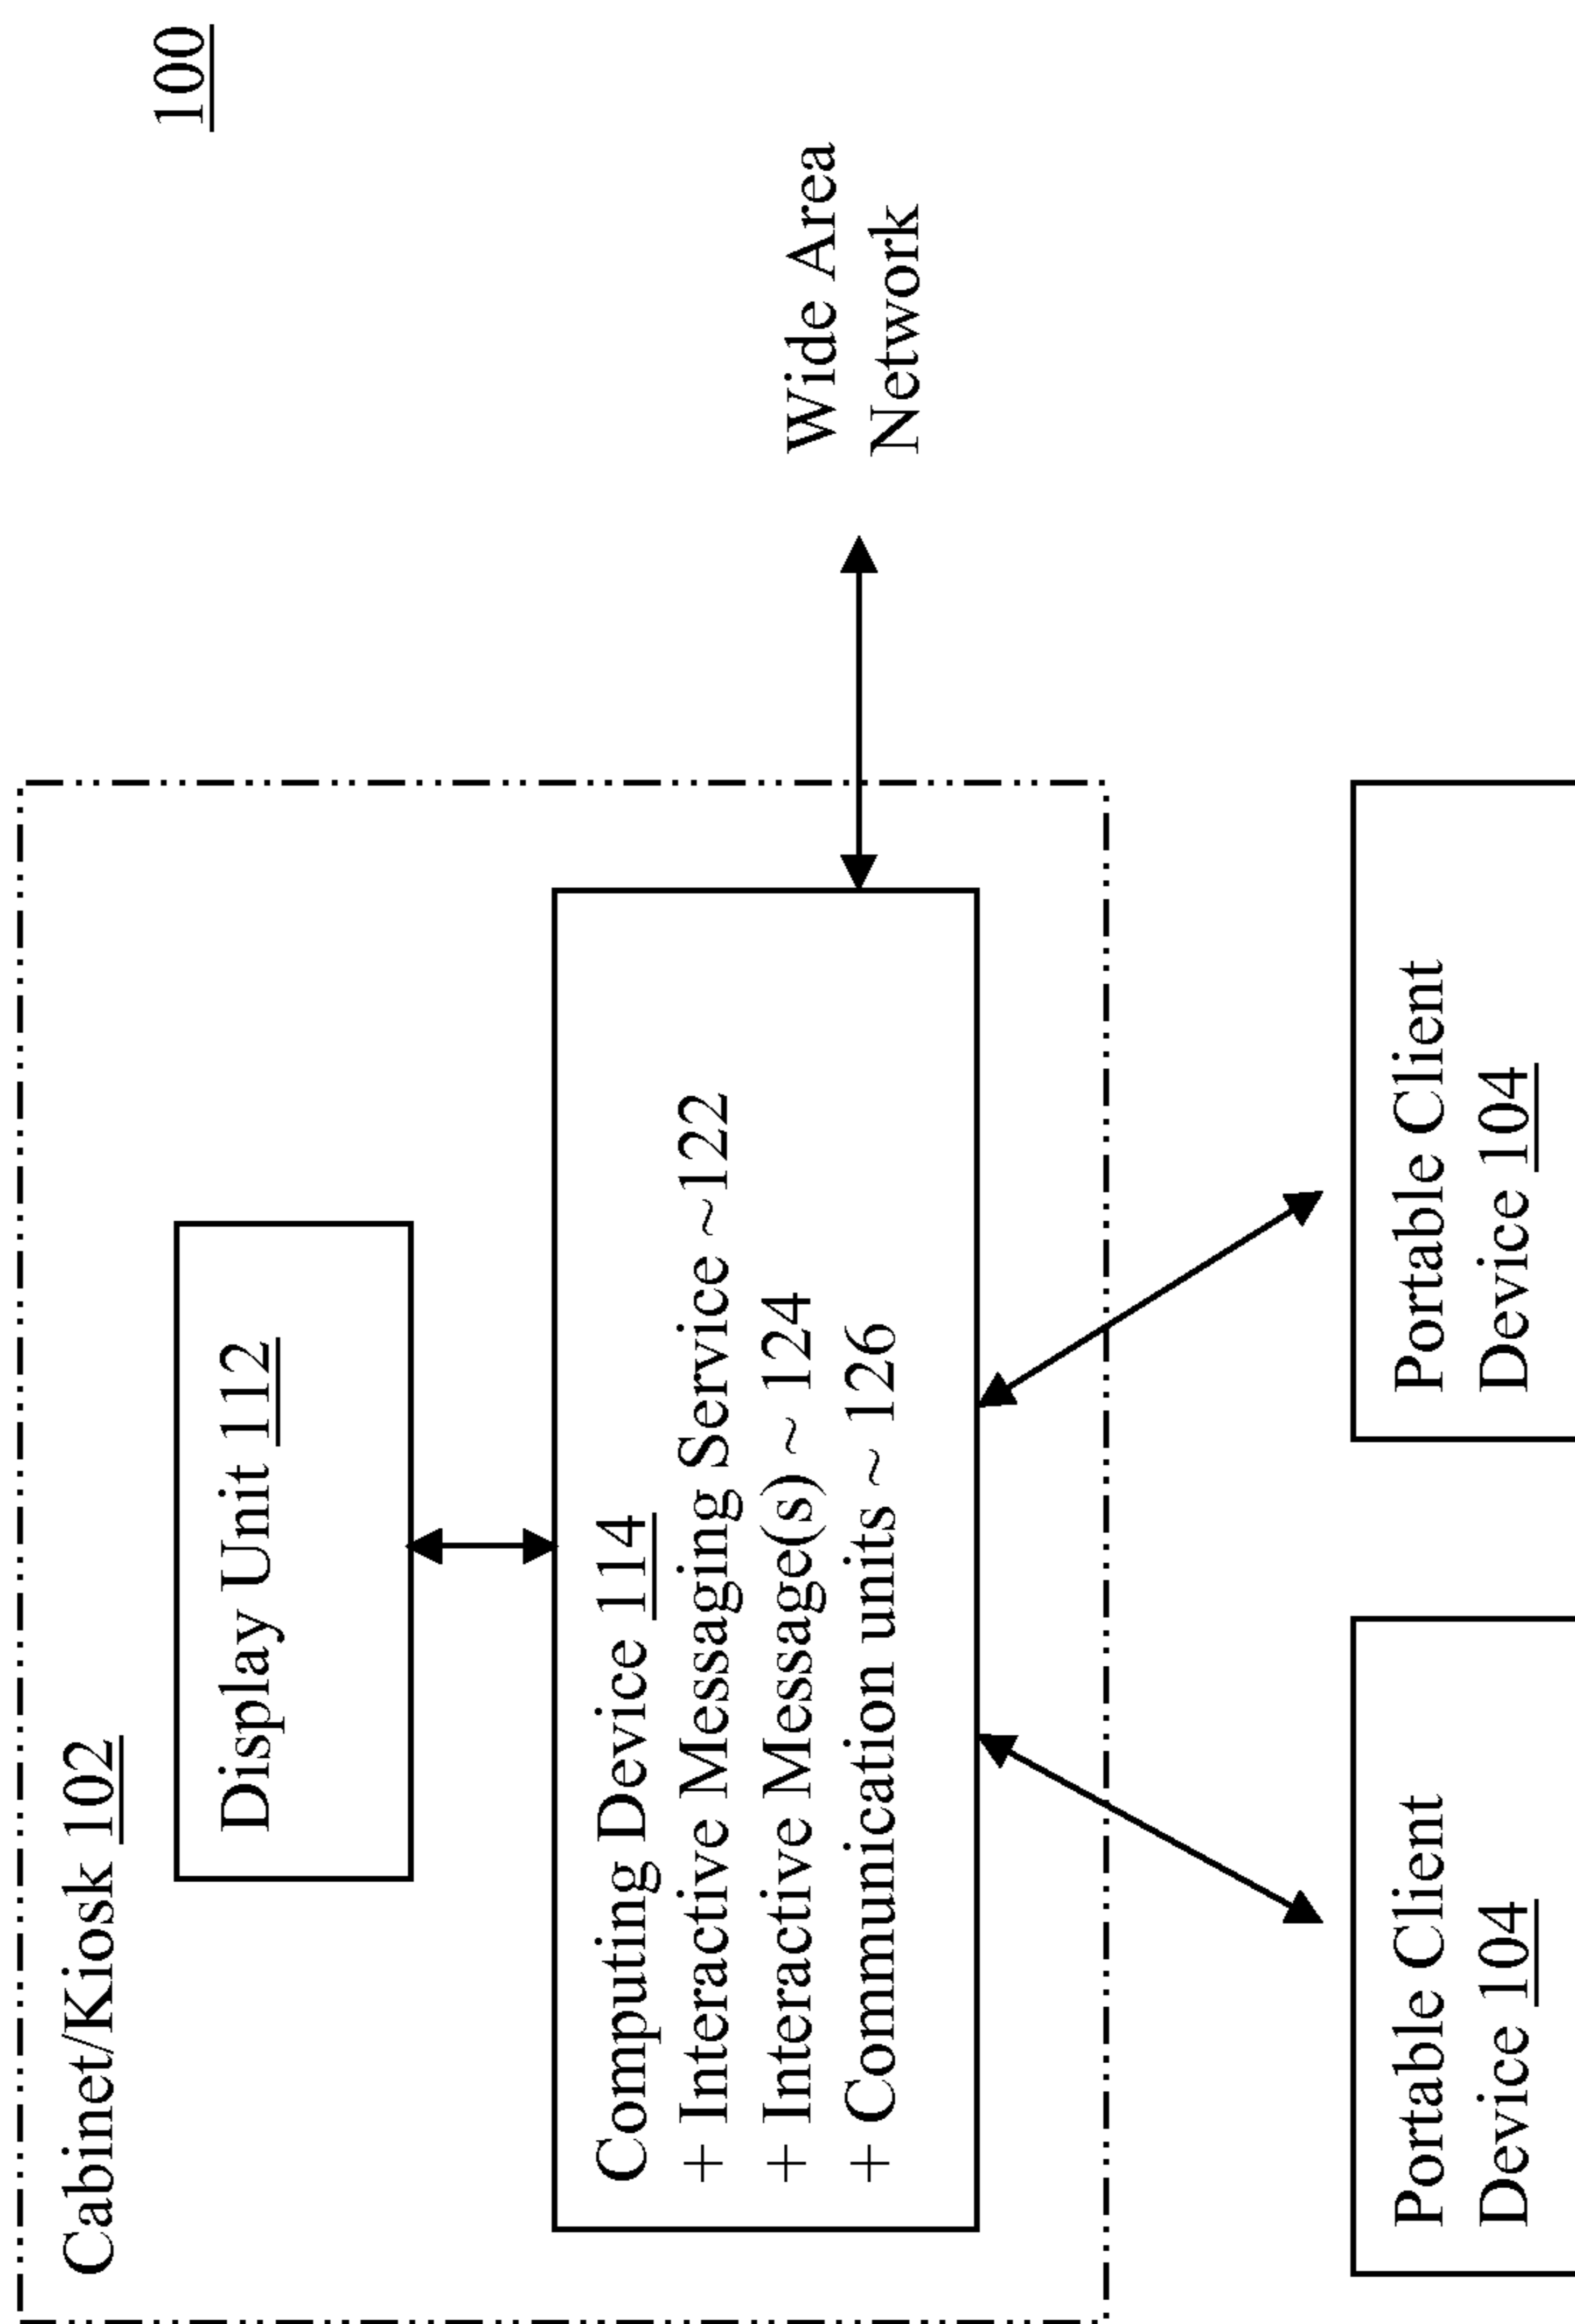 100
Cabinet/Kiosk 102
Display Unit 112
Computing Device 114
+ Interactive Messaging Service ~122
+ Interactive Message(s) ~ 124
+ Communication units ~ 126
Wide Area
Network
Portable Client
Device 104
Portable Client
Device 104